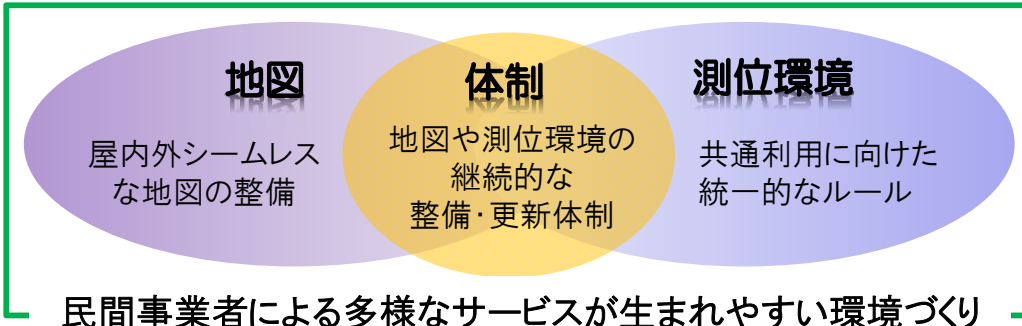 地図
屋内外シームレス
な地図の整備
体制
地図や測位環境の
継続的な
整備・更新体制
測位環境
共通利用に向けた
統一的なルール
民間事業者による多様なサービスが生まれやすい環境づくり